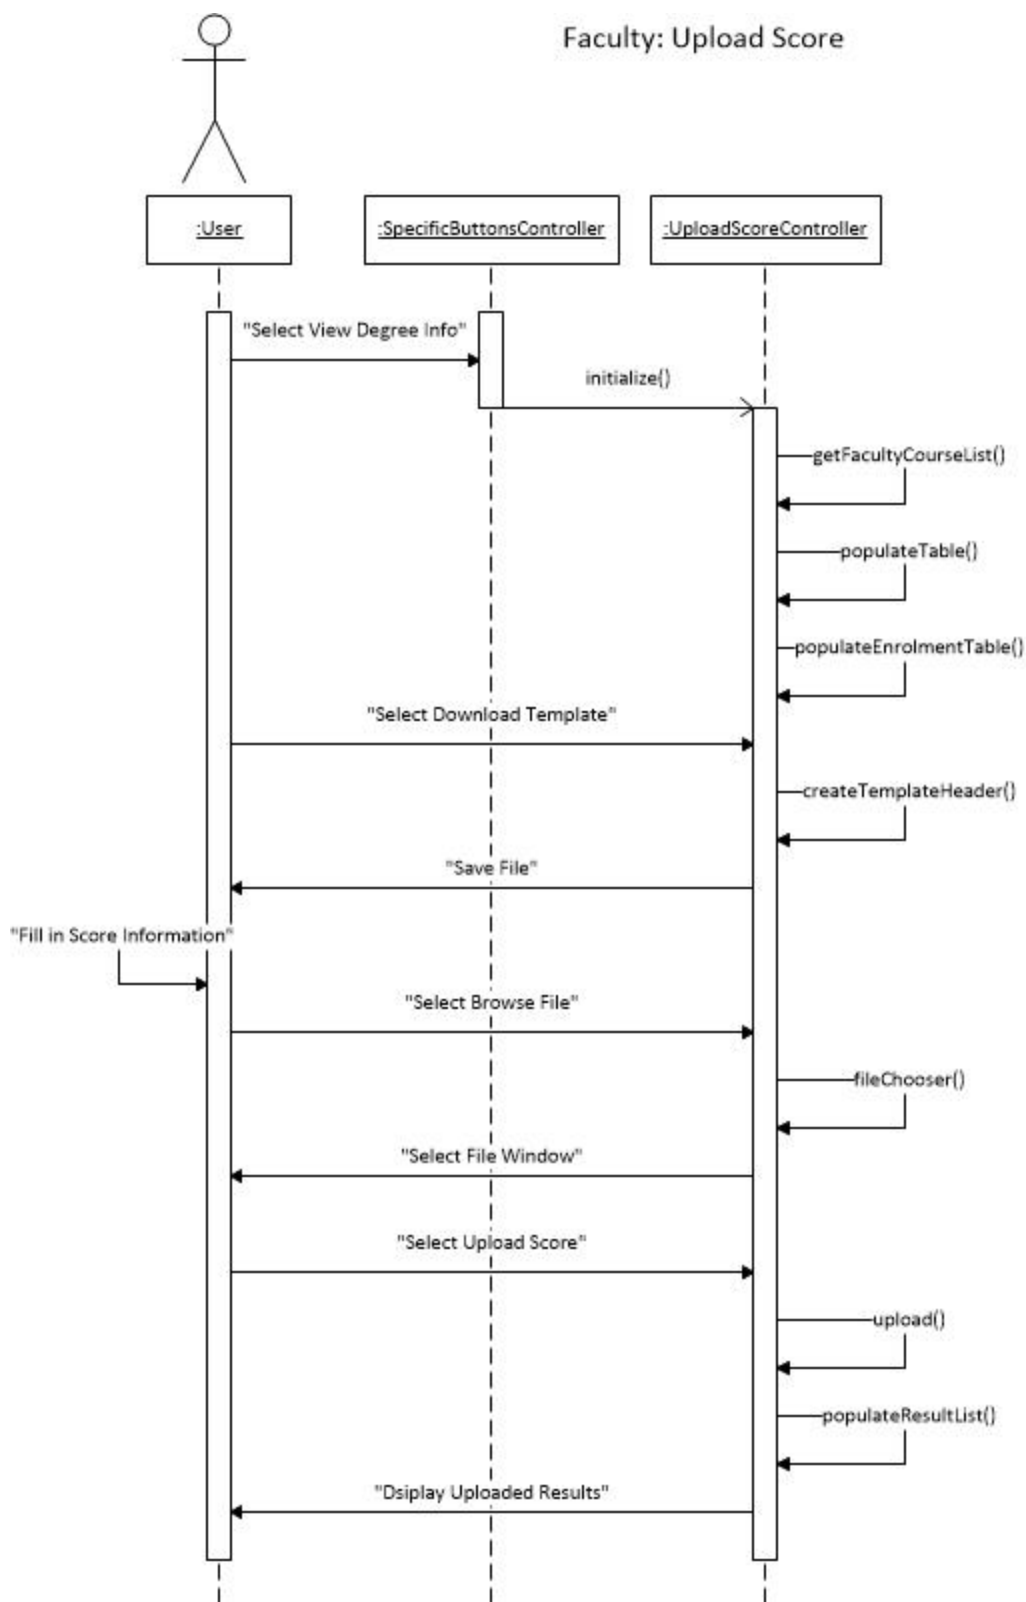 Faculty: Upload Score
:User
:SpecificButtonsController
:UploadScoreController
"Select View Degree Info"
initialize()
getFacultyCourseList()
populateTable()
populateEnrolmentTable()
"Select Download Template"
createTemplateHeader()
"Save File"
"Fill in Score Information"
"Select Browse File"
fileChooser()
"Select File Window"
"Select Upload Score"
upload()
populateResultList()
"Dsiplay Uploaded Results"